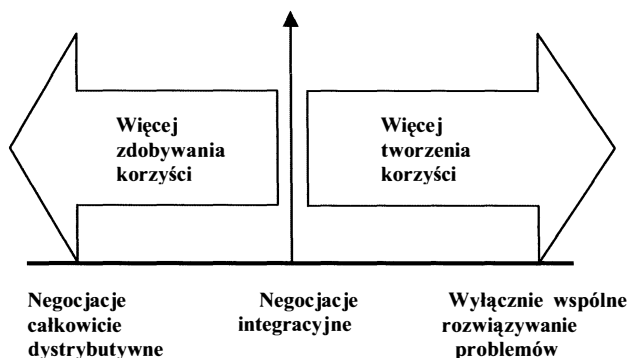 Więcej
zdobywania
korzyści
Więcej
tworzenia
korzyści
Negocjacje
całkowicie
dystrybutywne
Negocjacje
integracyjne
Wyłącznie wspólne
rozwiązywanie
problemów